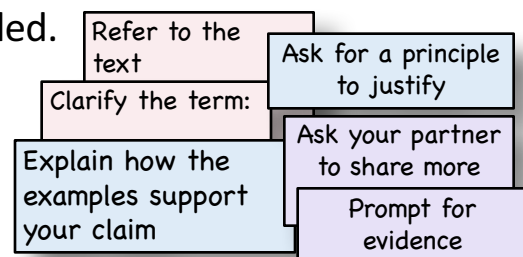 ded.
Refer to the
text
Ask for a principle
to justify
Clarify the term:
Ask your partner
to share more
Explain how the
examples support
your claim
Prompt for
evidence